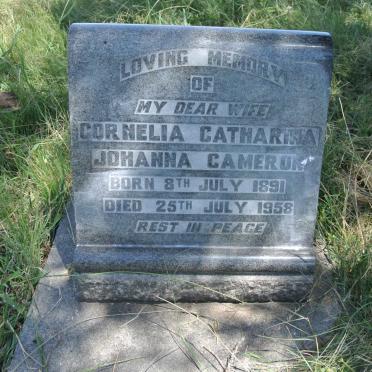 LOVING MEMORY
OF
MY DEAR WIFE
CORNELIA CATHARINA
JOHANNA CAMERON
BORN 8TH JULY 1891
DIED 25TH JULY 1958
REST IN PEACE